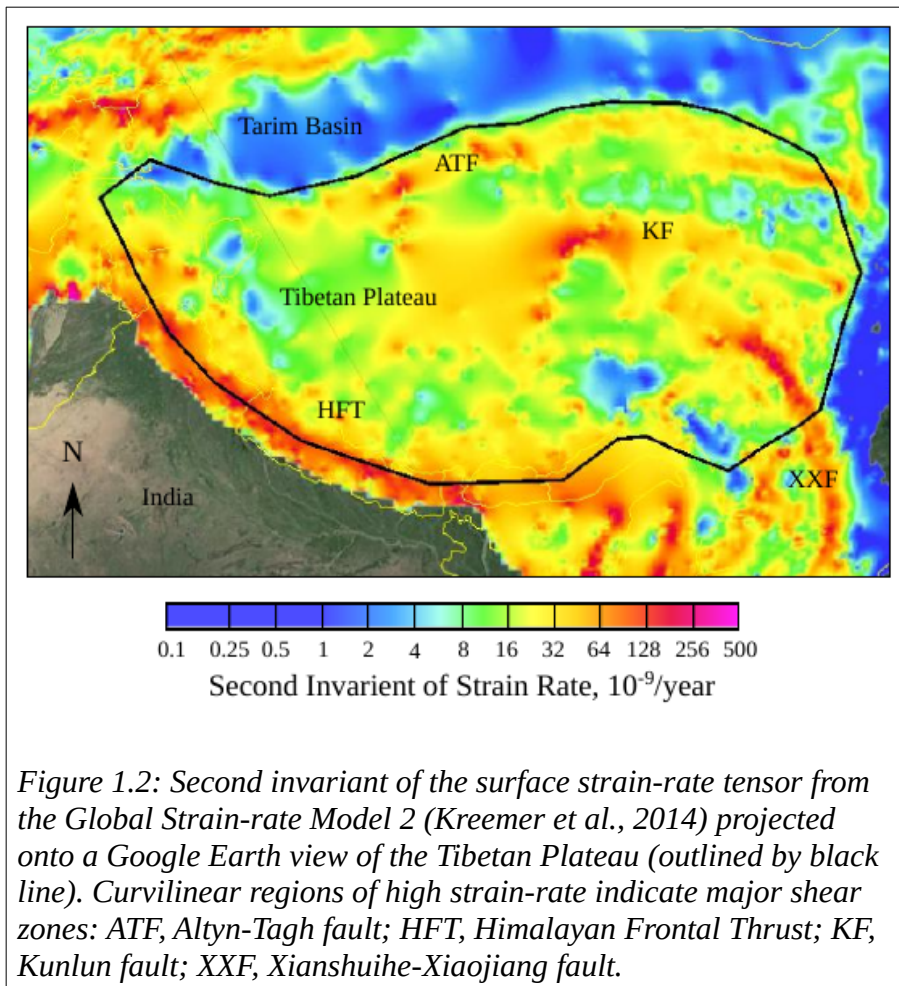 Tarim Basin
ATF
KF
Tibetan Plateau
HFT
N
India
XXF
0.1 0.25 0.5 1 2 4 8 16 32 64 128 256 500
Second Invarient of Strain Rate, 10⁻⁹/year
Figure 1.2: Second invariant of the surface strain-rate tensor from
the Global Strain-rate Model 2 (Kreemer et al., 2014) projected
onto a Google Earth view of the Tibetan Plateau (outlined by black
line). Curvilinear regions of high strain-rate indicate major shear
zones: ATF, Altyn-Tagh fault; HFT, Himalayan Frontal Thrust; KF,
Kunlun fault; XXF, Xianshuihe-Xiaojiang fault.